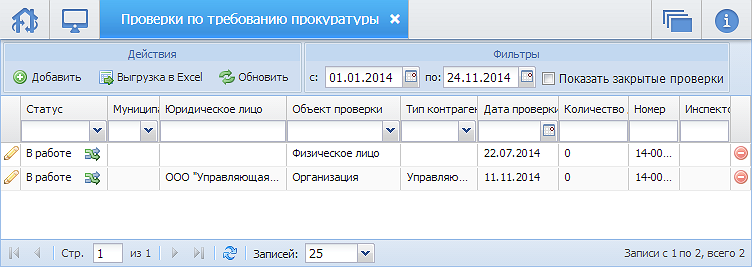 Проверки по требованию прокуратуры
Действия Фильтры
Добавить Выгрузка в Excel Обновить с: 01.01.2014 по: 24.11.2014 Показать закрытые проверки
Статус Муниципа Юридическое лицо Объект проверки Тип контраген Дата проверки Количество Номер Инспекто
В работе Физическое лицо 22.07.2014 0 14-00...
В работе ООО "Управляющая... Организация Управляю... 11.11.2014 0 14-00...
Стр. 1 из 1 Записей: 25 Записи с 1 по 2, всего 2